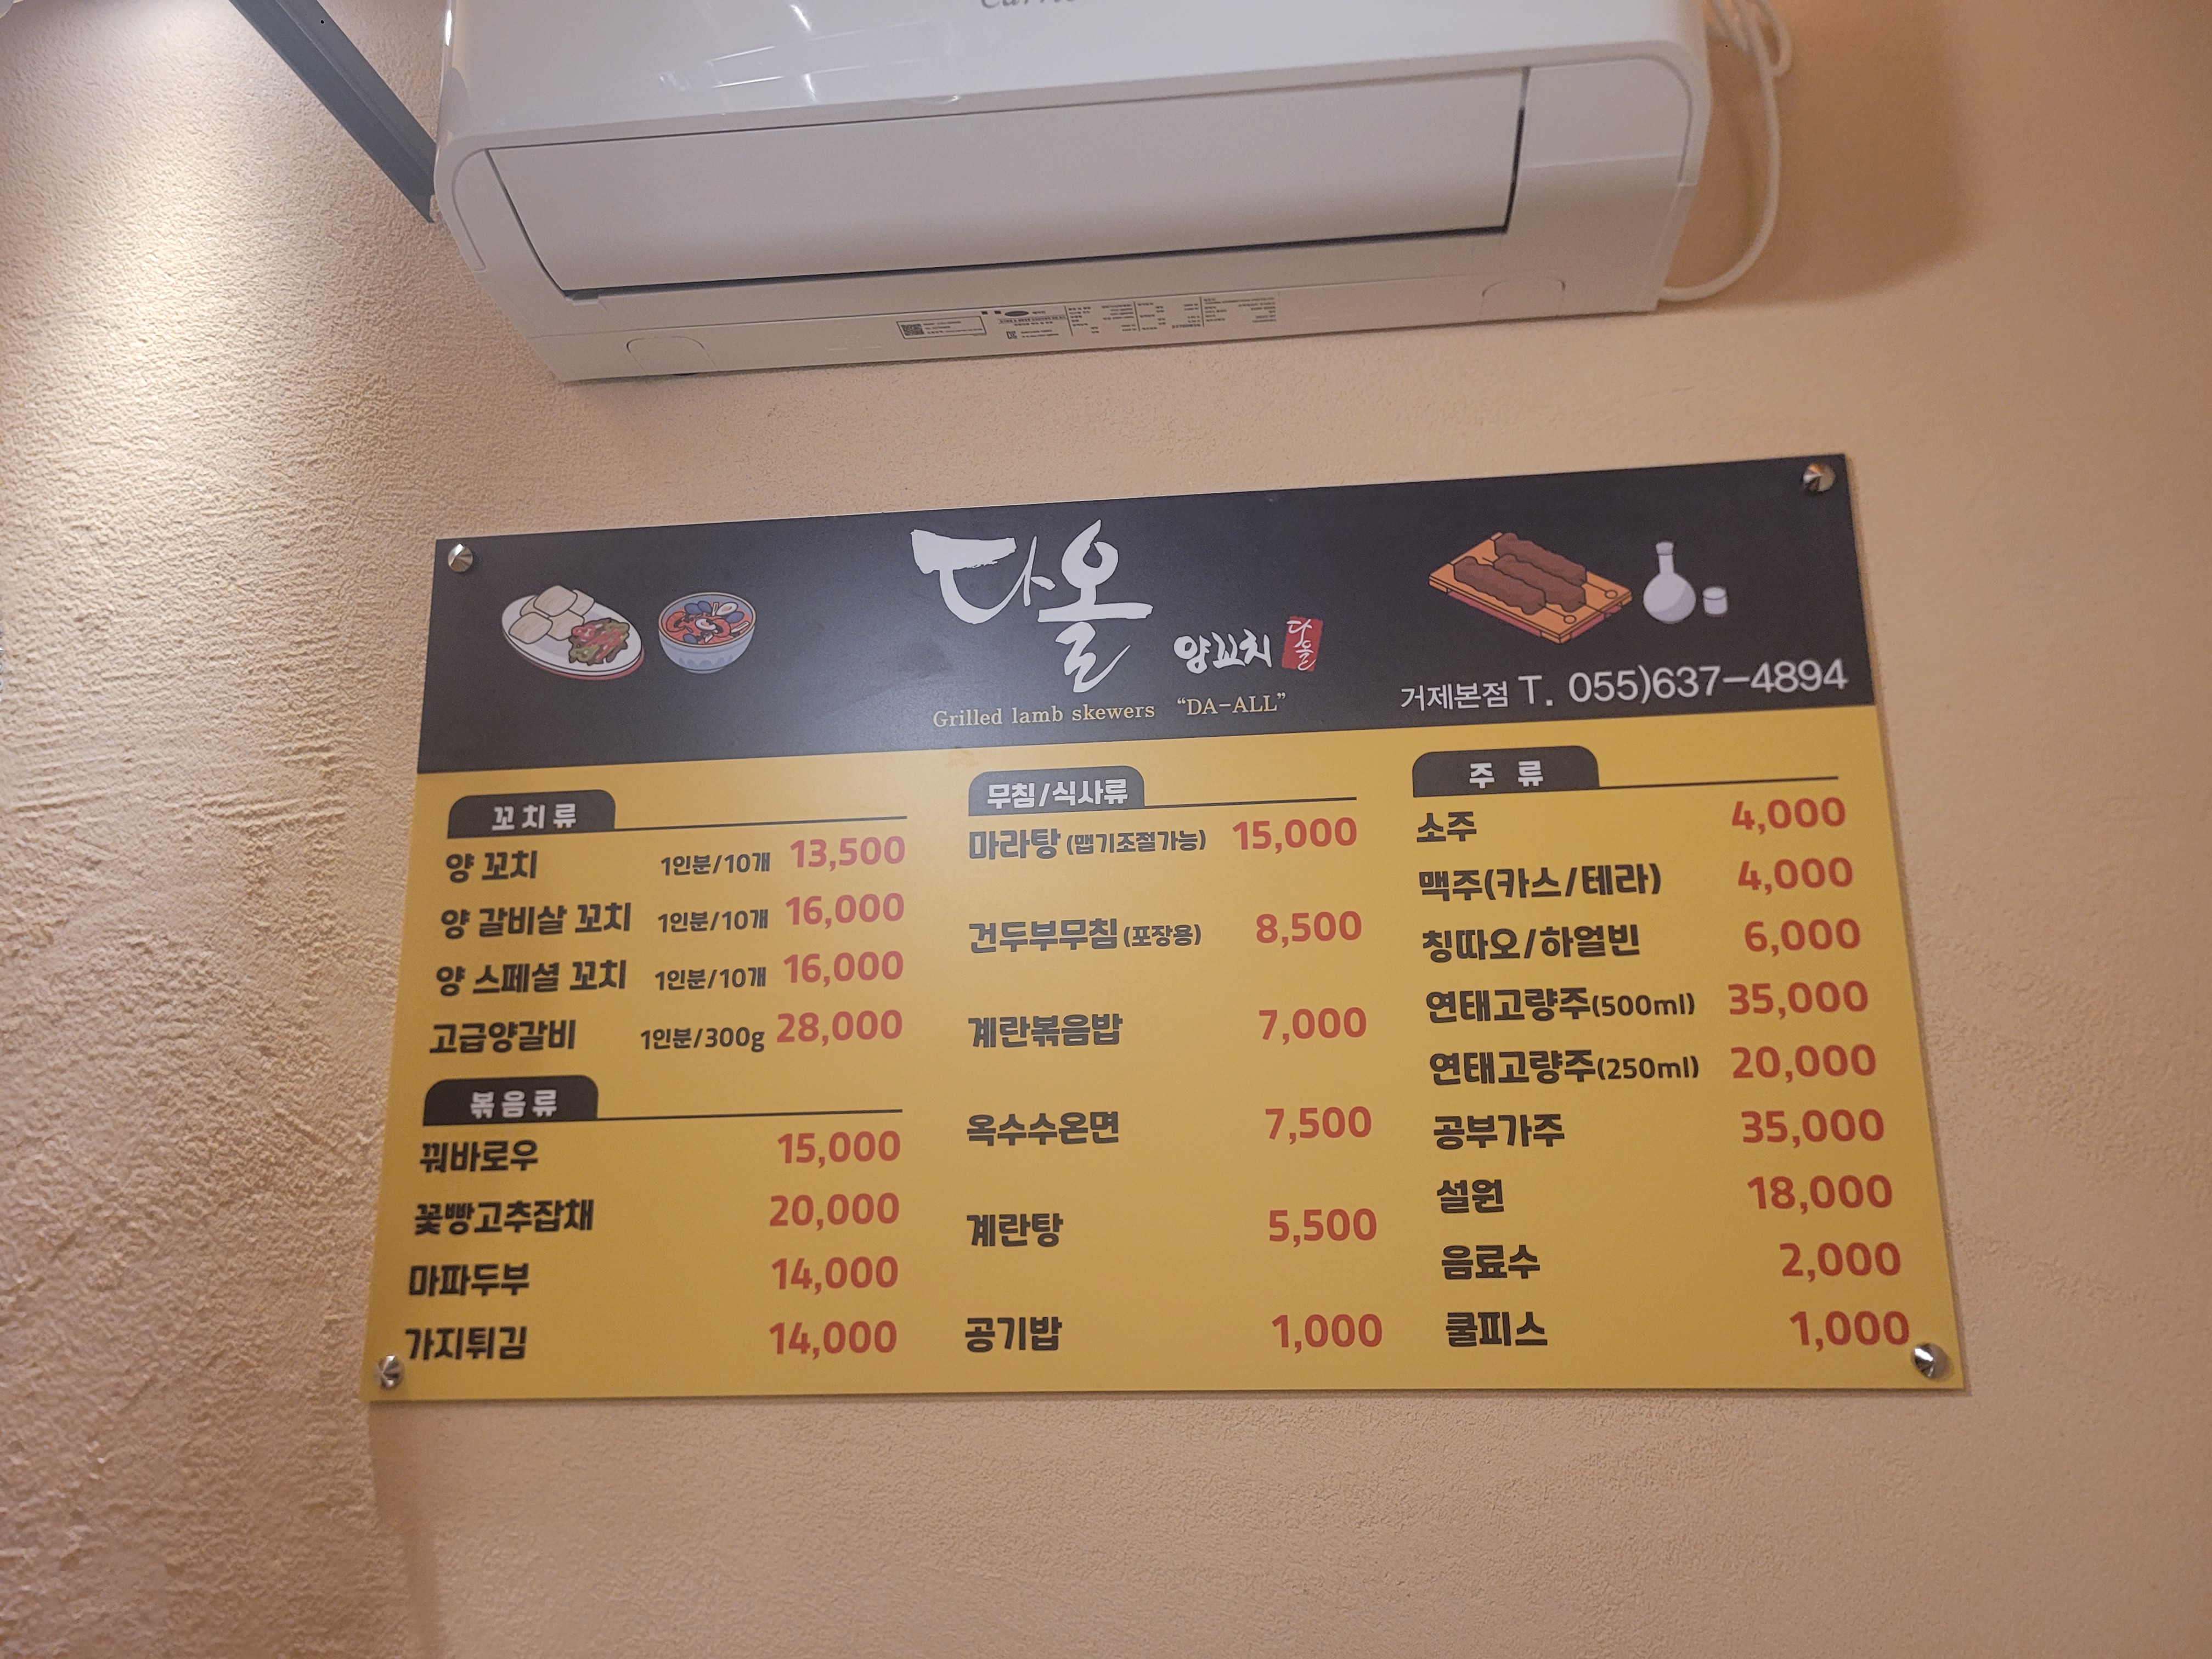 다올
양꼬치
다올
Grilled lamb skewers "DA-ALL"
거제본점 T. 055)637-4894
꼬치류
양 꼬치 1인분/10개 13,500
양 갈비살 꼬치 1인분/10개 16,000
양 스페셜 꼬치 1인분/10개 16,000
고급양갈비 1인분/300g 28,000
볶음류
꿔바로우 15,000
꽃빵고추잡채 20,000
마파두부 14,000
가지튀김 14,000
무침/식사류
마라탕 (맵기조절가능) 15,000
건두부무침 (포장용) 8,500
계란볶음밥 7,000
옥수수온면 7,500
계란탕 5,500
공기밥 1,000
주 류
소주 4,000
맥주(카스/테라) 4,000
칭따오/하얼빈 6,000
연태고량주(500ml) 35,000
연태고량주(250ml) 20,000
공부가주 35,000
설원 18,000
음료수 2,000
쿨피스 1,000